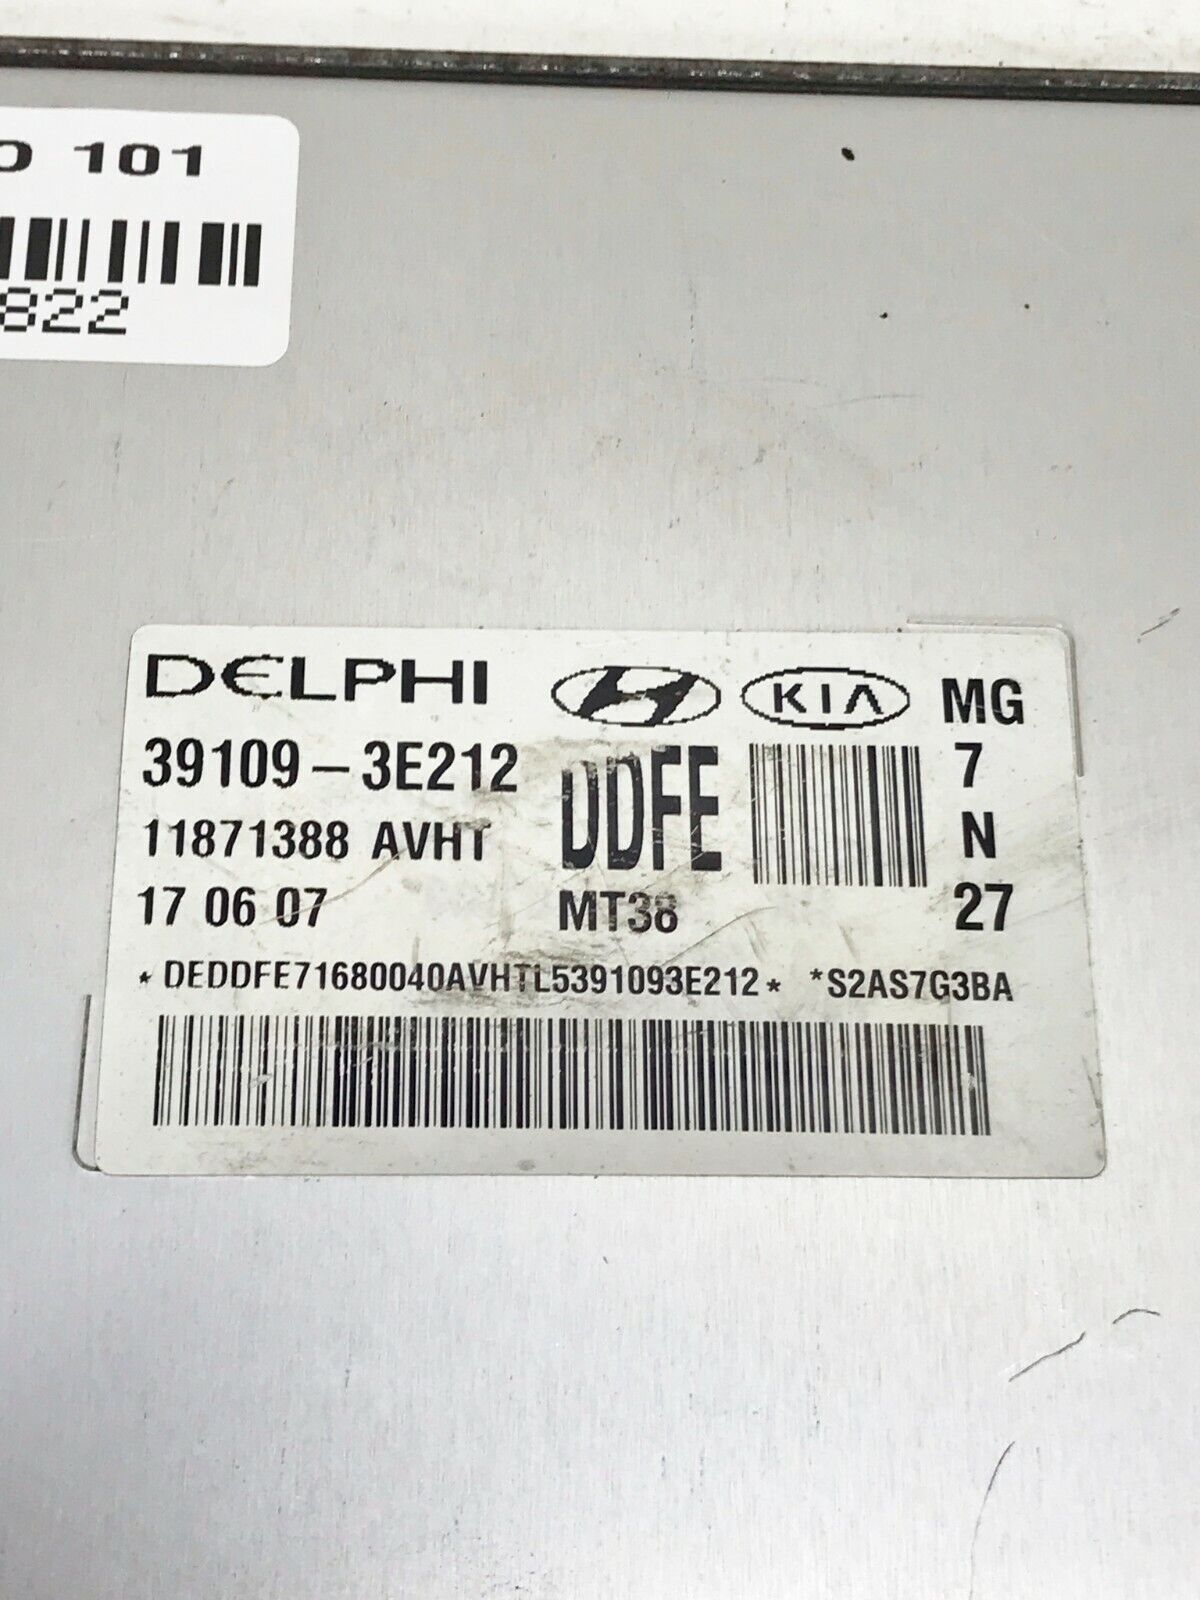 101
822
DELPHI KIA MG
39109-3E212 DDFE 7
11871388 AVHT N
17 06 07 MT38 27
* DEDDFE71680040AVHTL5391093E212 * *S2AS7G3BA